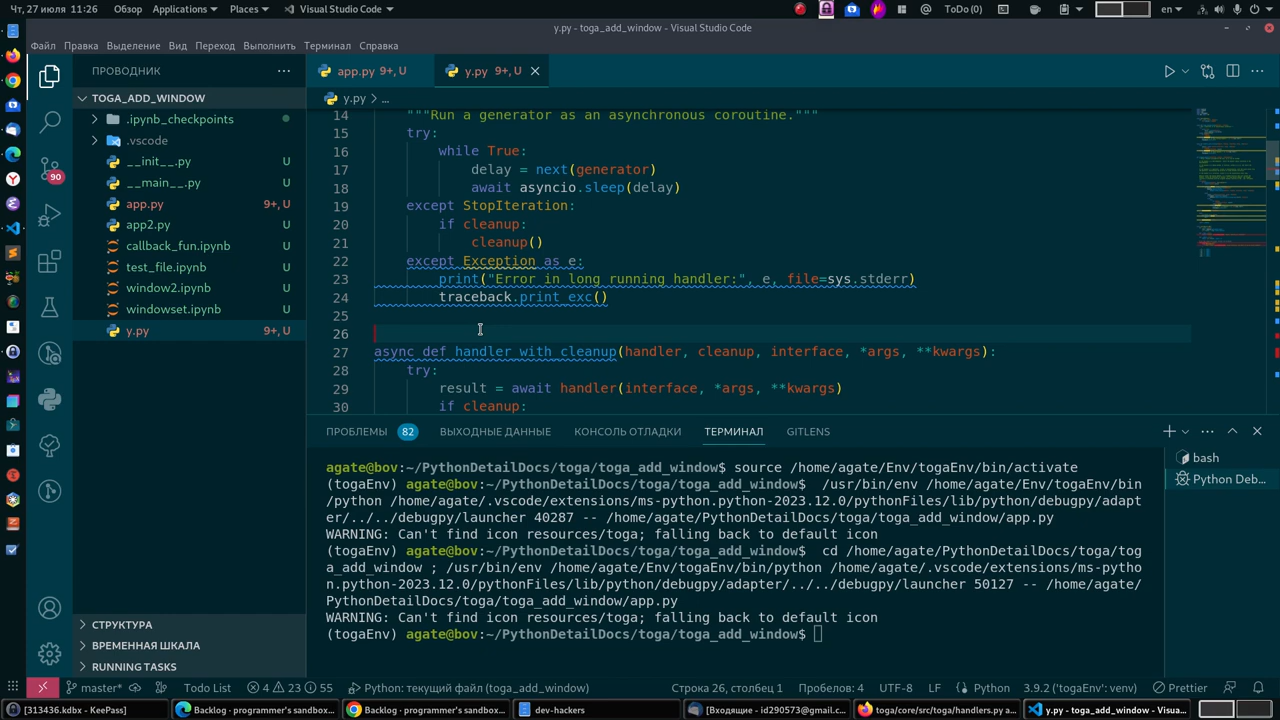 Чт, 27 июля 11:26
Обзор
Applications
Places
Visual Studio Code
ToDo (0)
en
y.py - toga_add_window - Visual Studio Code
Файл Правка Выделение Вид Переход Выполнить Терминал Справка
ПРОВОДНИК
app.py 9+, U
y.py 9+, U
TOGA_ADD_WINDOW
y.py > ...
.ipynb_checkpoints
.vscode
__init__.py U
__main__.py U
app.py 9+, U
app2.py U
callback_fun.ipynb U
test_file.ipynb U
window2.ipynb U
windowset.ipynb U
y.py 9+, U
90
14 """Run a generator as an asynchronous coroutine."""
15 try:
16 while True:
17 delay = next(generator)
18 await asyncio.sleep(delay)
19 except StopIteration:
20 if cleanup:
21 cleanup()
22 except Exception as e:
23 print("Error in long running handler:", e, file=sys.stderr)
24 traceback.print_exc()
25
26
27 async def handler_with_cleanup(handler, cleanup, interface, *args, **kwargs):
28 try:
29 result = await handler(interface, *args, **kwargs)
30 if cleanup:
ПРОБЛЕМЫ 82 ВЫХОДНЫЕ ДАННЫЕ КОНСОЛЬ ОТЛАДКИ ТЕРМИНАЛ GITLENS
agate@bov:~/PythonDetailDocs/toga/toga_add_window$ source /home/agate/Env/togaEnv/bin/activate
(togaEnv) agate@bov:~/PythonDetailDocs/toga/toga_add_window$  /usr/bin/env /home/agate/Env/togaEnv/bin
/python /home/agate/.vscode/extensions/ms-python.python-2023.12.0/pythonFiles/lib/python/debugpy/adapt
er/../../debugpy/launcher 40287 -- /home/agate/PythonDetailDocs/toga/toga_add_window/app.py
WARNING: Can't find icon resources/toga; falling back to default icon
(togaEnv) agate@bov:~/PythonDetailDocs/toga/toga_add_window$  cd /home/agate/PythonDetailDocs/toga/tog
a_add_window ; /usr/bin/env /home/agate/Env/togaEnv/bin/python /home/agate/.vscode/extensions/ms-pytho
n.python-2023.12.0/pythonFiles/lib/python/debugpy/adapter/../../debugpy/launcher 50127 -- /home/agate/
PythonDetailDocs/toga/toga_add_window/app.py
WARNING: Can't find icon resources/toga; falling back to default icon
(togaEnv) agate@bov:~/PythonDetailDocs/toga/toga_add_window$
bash
Python Deb...
СТРУКТУРА
ВРЕМЕННАЯ ШКАЛА
RUNNING TASKS
master* Todo List 4 23 55 Python: текущий файл (toga_add_window) Строка 26, столбец 1 Пробелов: 4 UTF-8 LF Python 3.9.2 ('togaEnv': venv) Prettier
[313436.kdbx - KeePass]
Backlog - programmer's sandbox...
Backlog - programmer's sandbox...
dev-hackers
[Входящие - id290573@gmail.c...
toga/core/src/toga/handlers.py a...
y.py - toga_add_window - Visua...